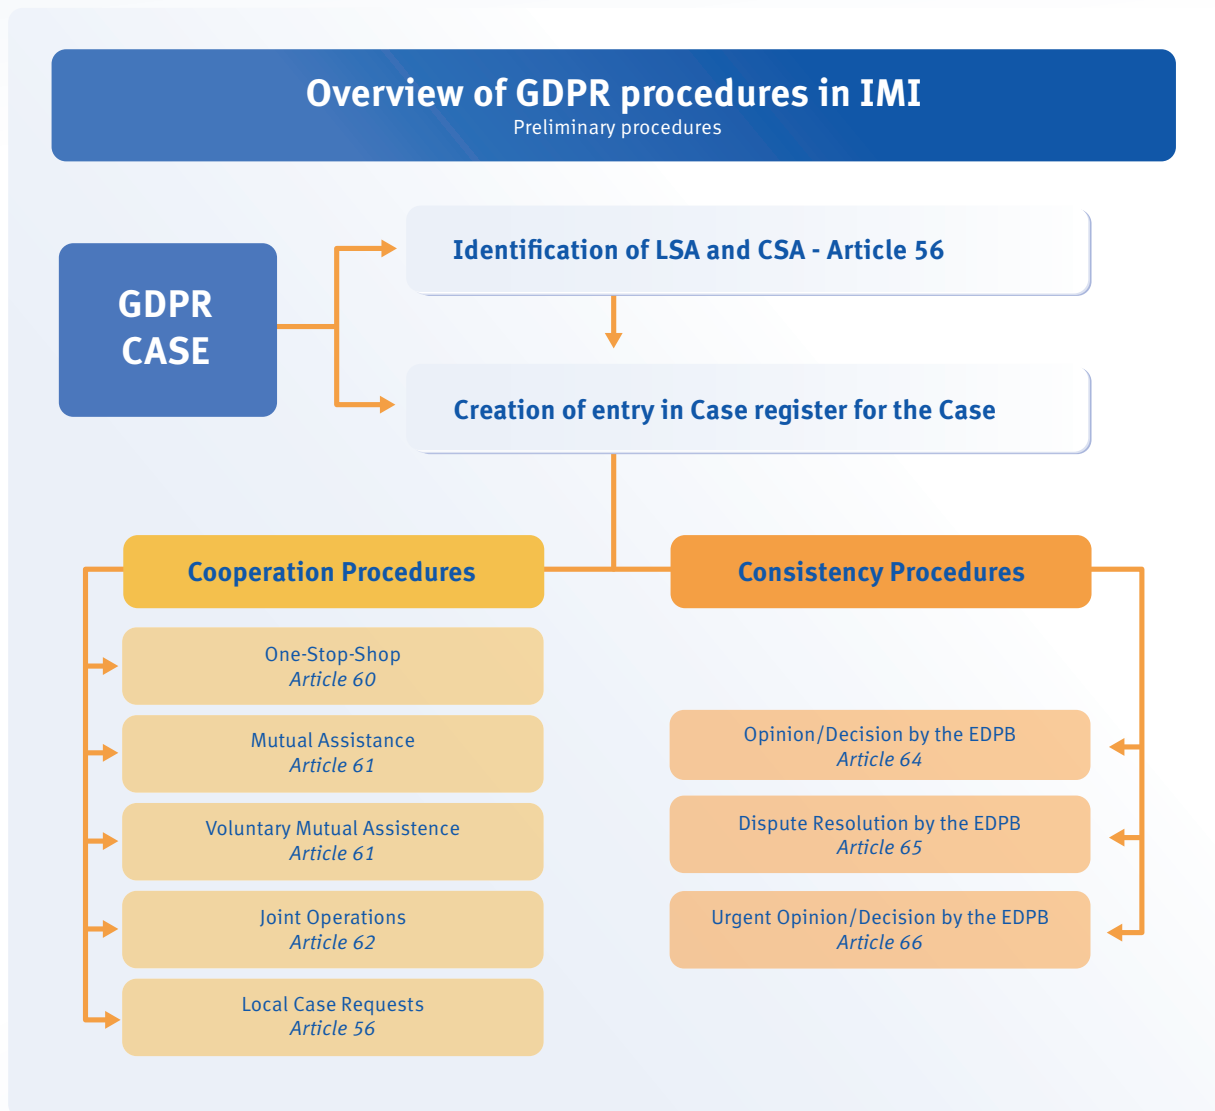 Overview of GDPR procedures in IMI
Preliminary procedures
GDPR
CASE
Identification of LSA and CSA - Article 56
Creation of entry in Case register for the Case
Cooperation Procedures
One-Stop-Shop
Article 60
Mutual Assistance
Article 61
Voluntary Mutual Assistence
Article 61
Joint Operations
Article 62
Local Case Requests
Article 56
Consistency Procedures
Opinion/Decision by the EDPB
Article 64
Dispute Resolution by the EDPB
Article 65
Urgent Opinion/Decision by the EDPB
Article 66